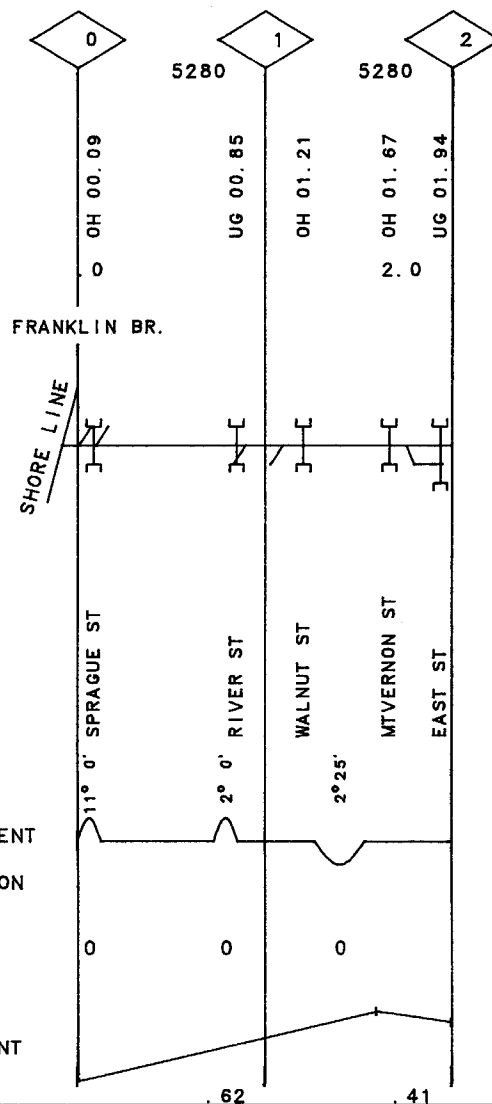 0 1 2
5280 5280
OH 00.09
UG 00.85
OH 01.21
OH 01.67
UG 01.94
.0 2.0
FRANKLIN BR.
SHORE LINE
SPRAGUE ST
RIVER ST
WALNUT ST
MTVERNON ST
EAST ST
11° 0'
2° 0'
2°25'
ENT
ON
0 0 0
NT
.62 .41